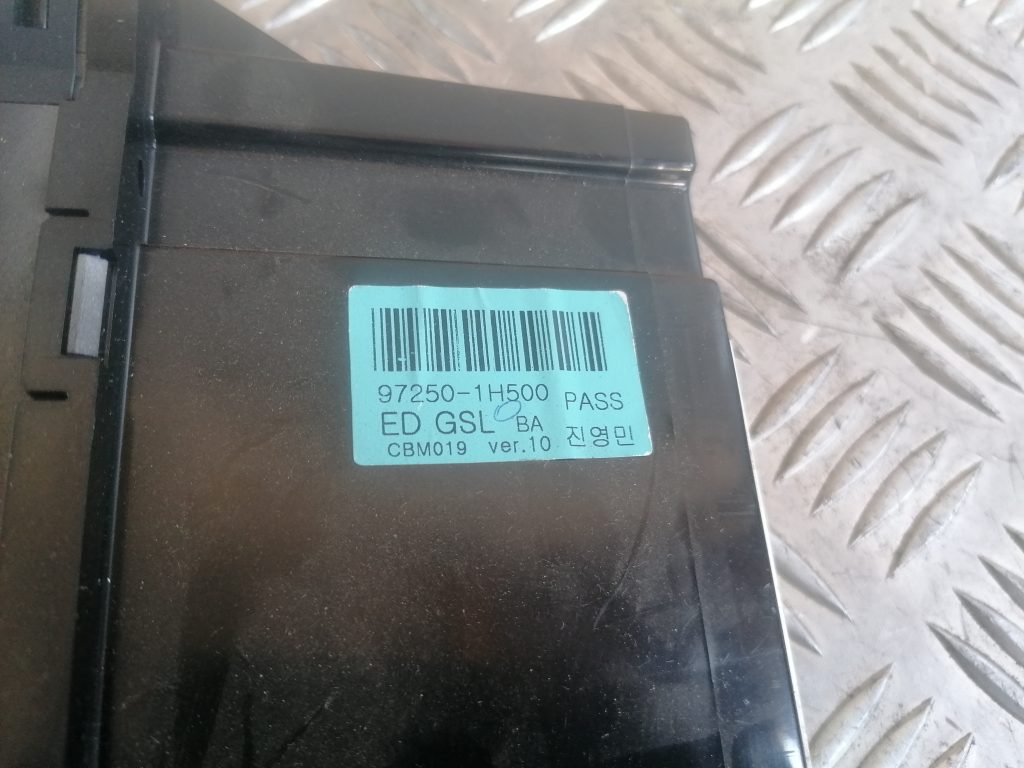 97250-1H500 PASS
ED GSL BA
CBM019 ver.10 진영민